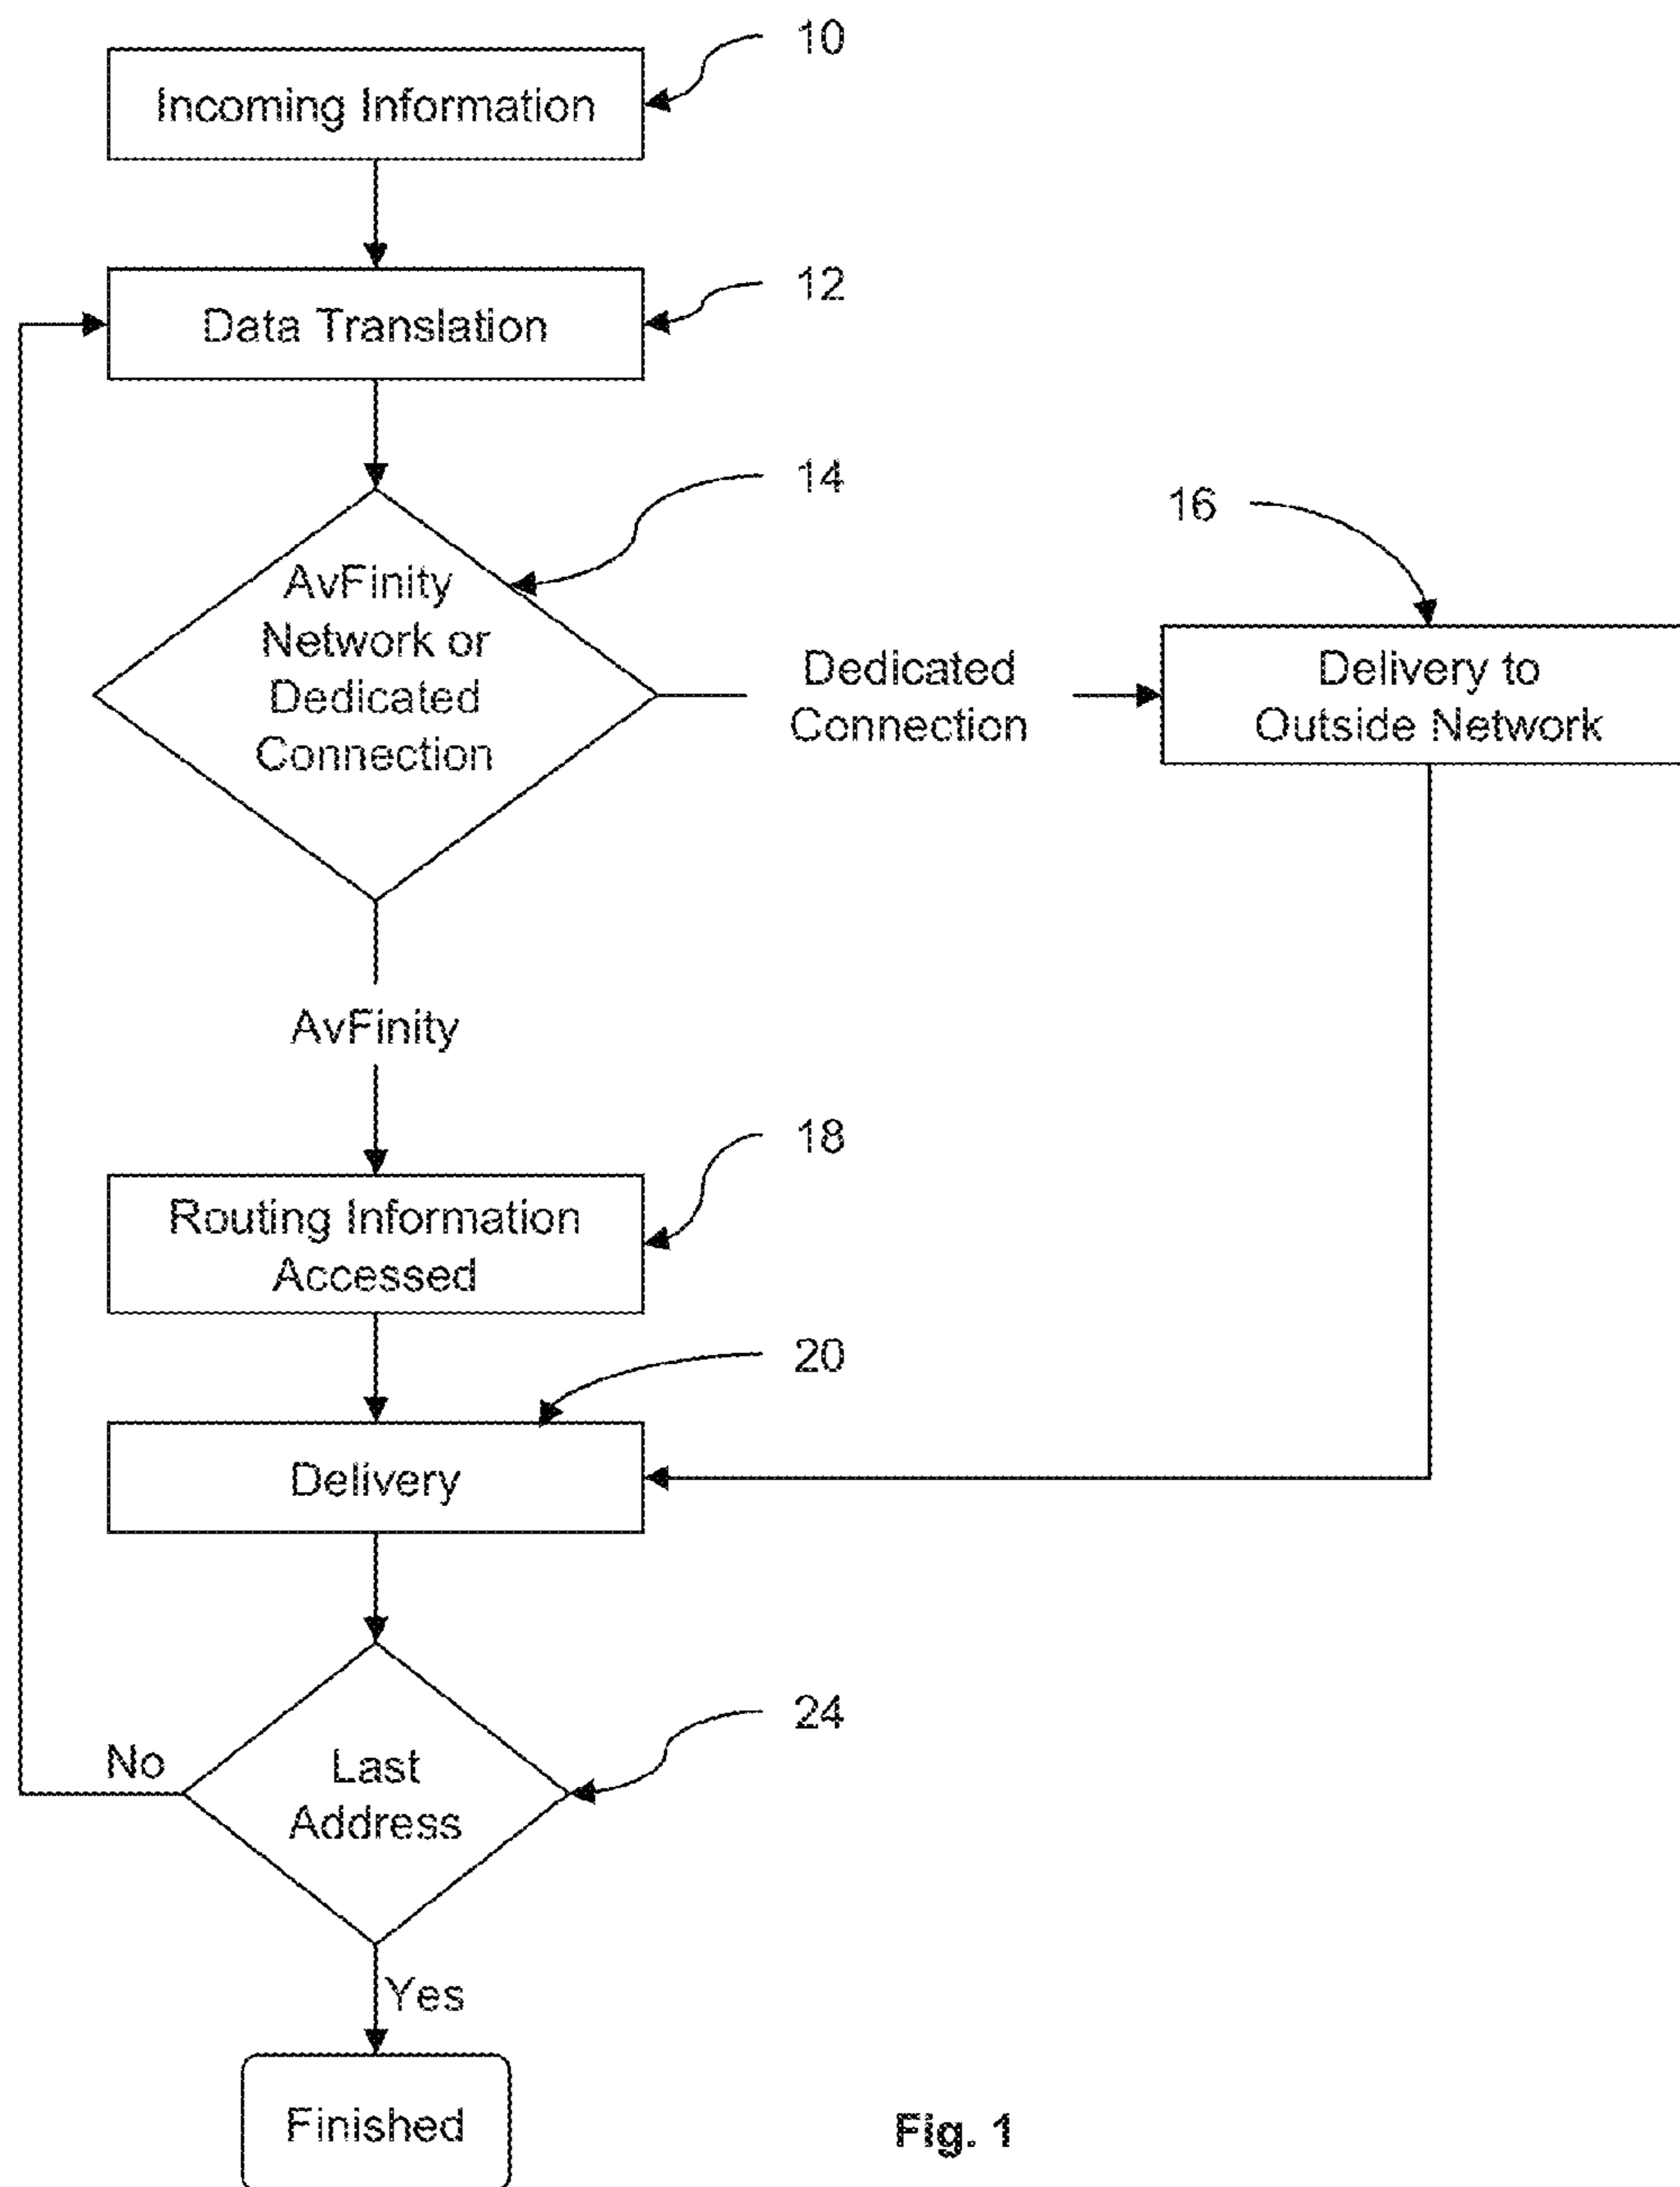 10
Incoming Information
12
Data Translation
14
AvFinity
Network or
Dedicated
Connection
Dedicated
Connection
16
Delivery to
Outside Network
AvFinity
18
Routing Information
Accessed
20
Delivery
24
No
Last
Address
Yes
Finished
Fig. 1